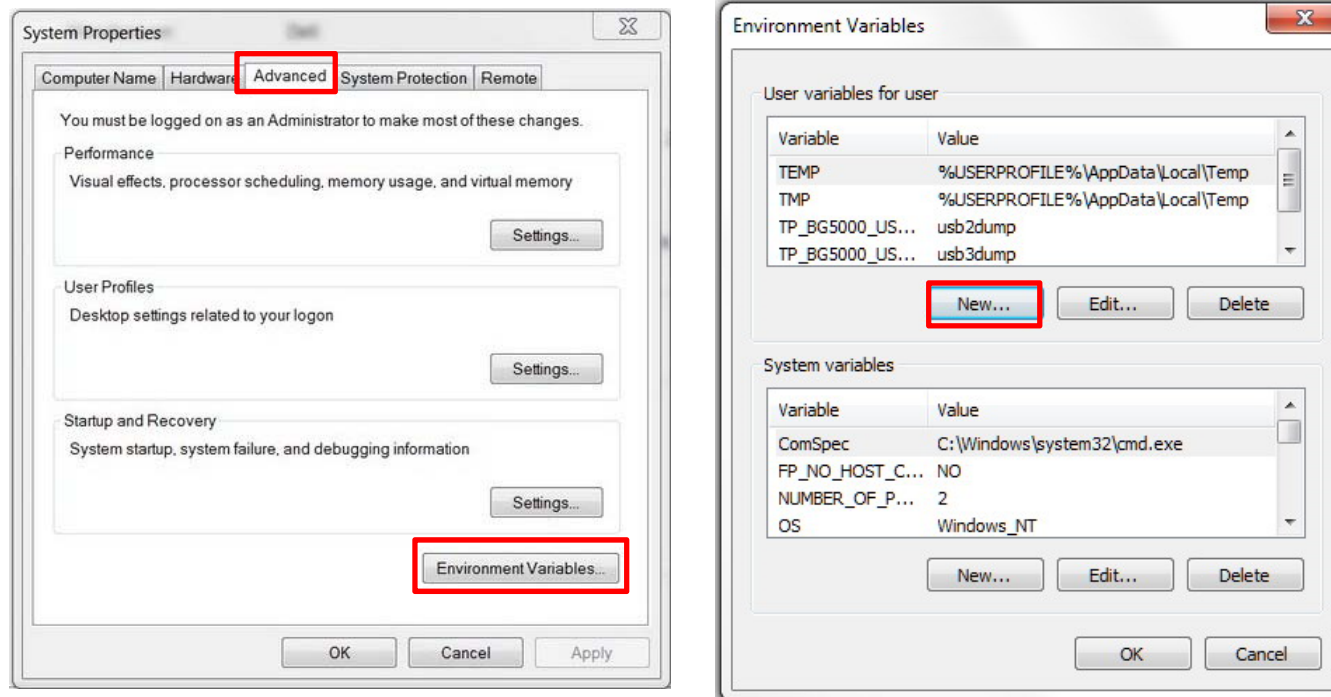 System Properties
Computer Name Hardware Advanced System Protection Remote
You must be logged on as an Administrator to make most of these changes.
Performance
Visual effects, processor scheduling, memory usage, and virtual memory
Settings...
User Profiles
Desktop settings related to your logon
Settings...
Startup and Recovery
System startup, system failure, and debugging information
Settings...
Environment Variables...
OK Cancel Apply
Environment Variables
User variables for user
Variable Value
TEMP %USERPROFILE%\AppData\Local\Temp
TMP %USERPROFILE%\AppData\Local\Temp
TP_BG5000_US... usb2dump
TP_BG5000_US... usb3dump
New... Edit... Delete
System variables
Variable Value
ComSpec C:\Windows\system32\cmd.exe
FP_NO_HOST_C... NO
NUMBER_OF_P... 2
OS Windows_NT
New... Edit... Delete
OK Cancel